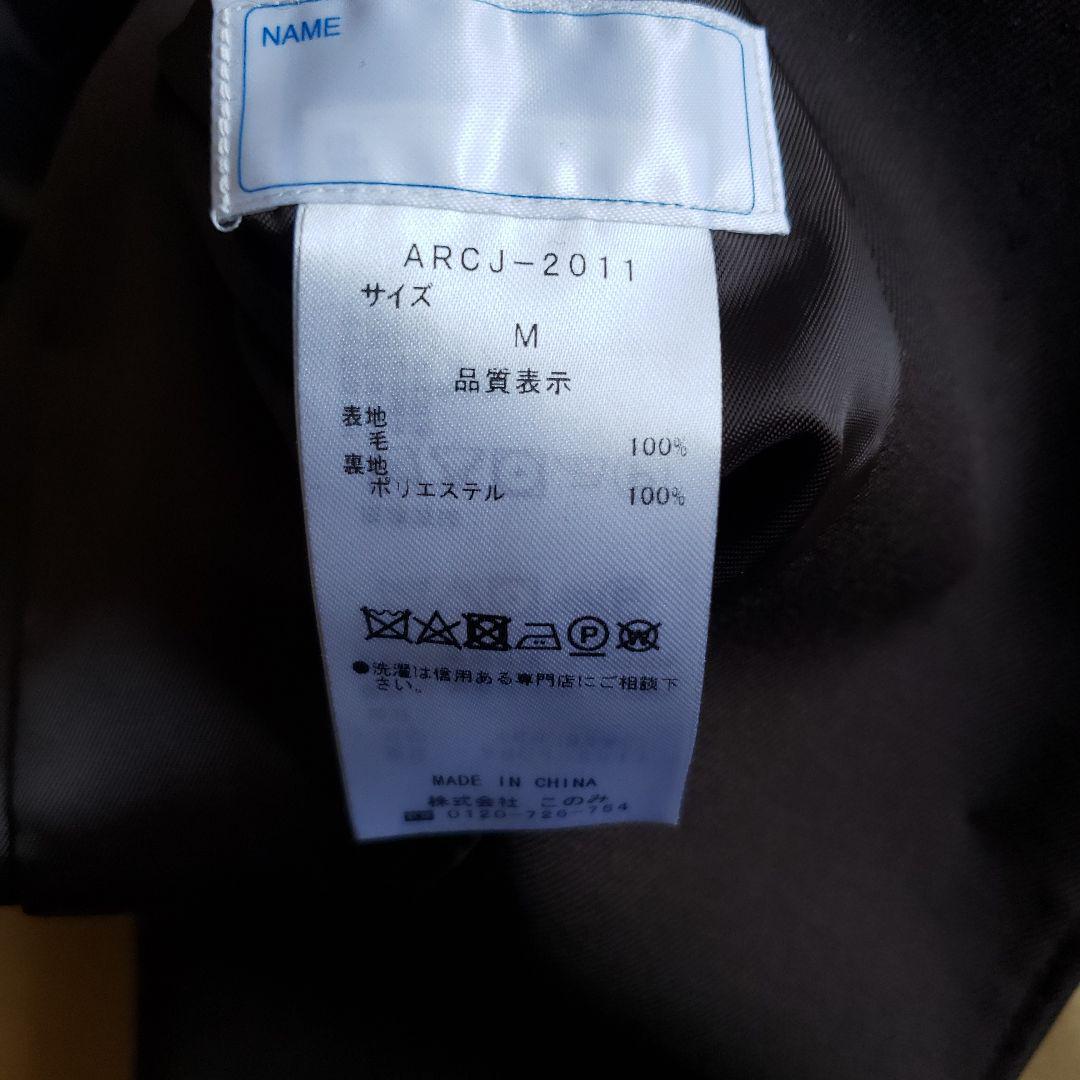 NAME
ARCJ-2011
サイズ
M
品質表示
表地
毛 100%
裏地
ポリエステル 100%
P W
●洗濯は信用ある専門店にご相談下
さい。
MADE IN CHINA
株式会社 このみ
0120-726-764